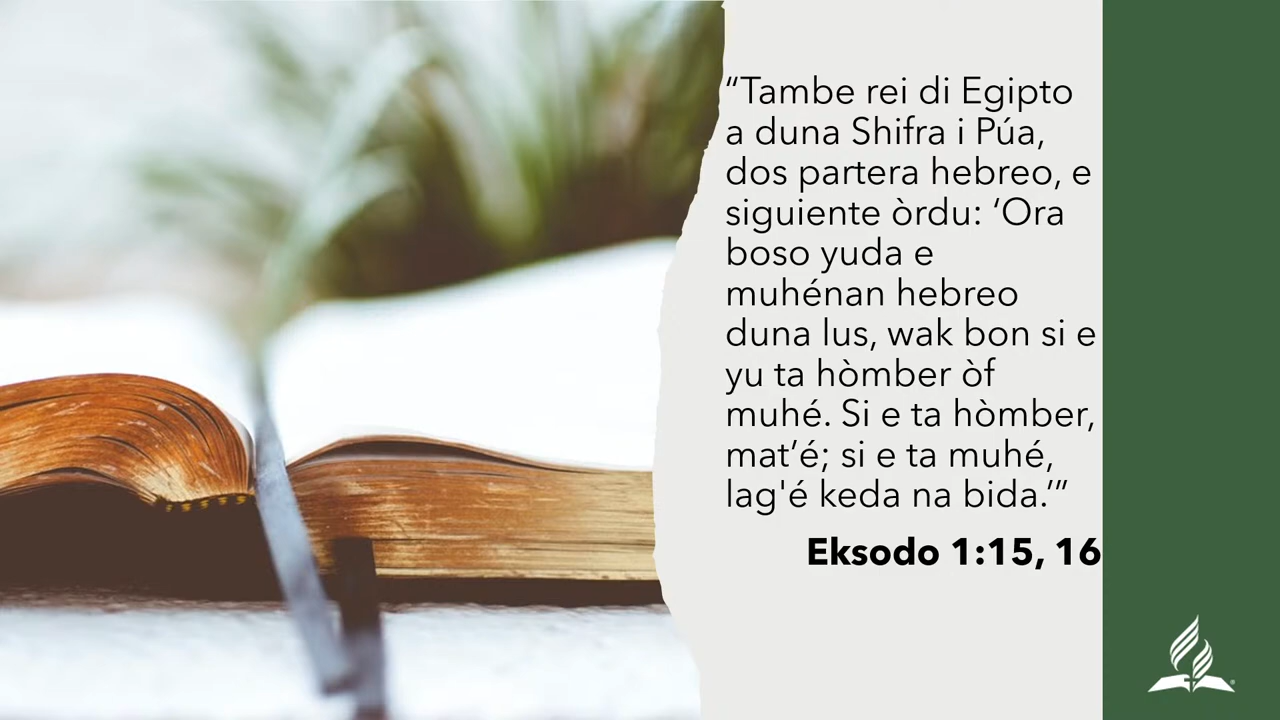 “Tambe rei di Egipto
a duna Shifra i Púa,
dos partera hebreo, e
siguiente òrdu: ‘Ora
boso yuda e
muhénan hebreo
duna lus, wak bon si e
yu ta hòmber òf
muhé. Si e ta hòmber,
mat’é; si e ta muhé,
lag'é keda na bida.’”
Eksodo 1:15, 16